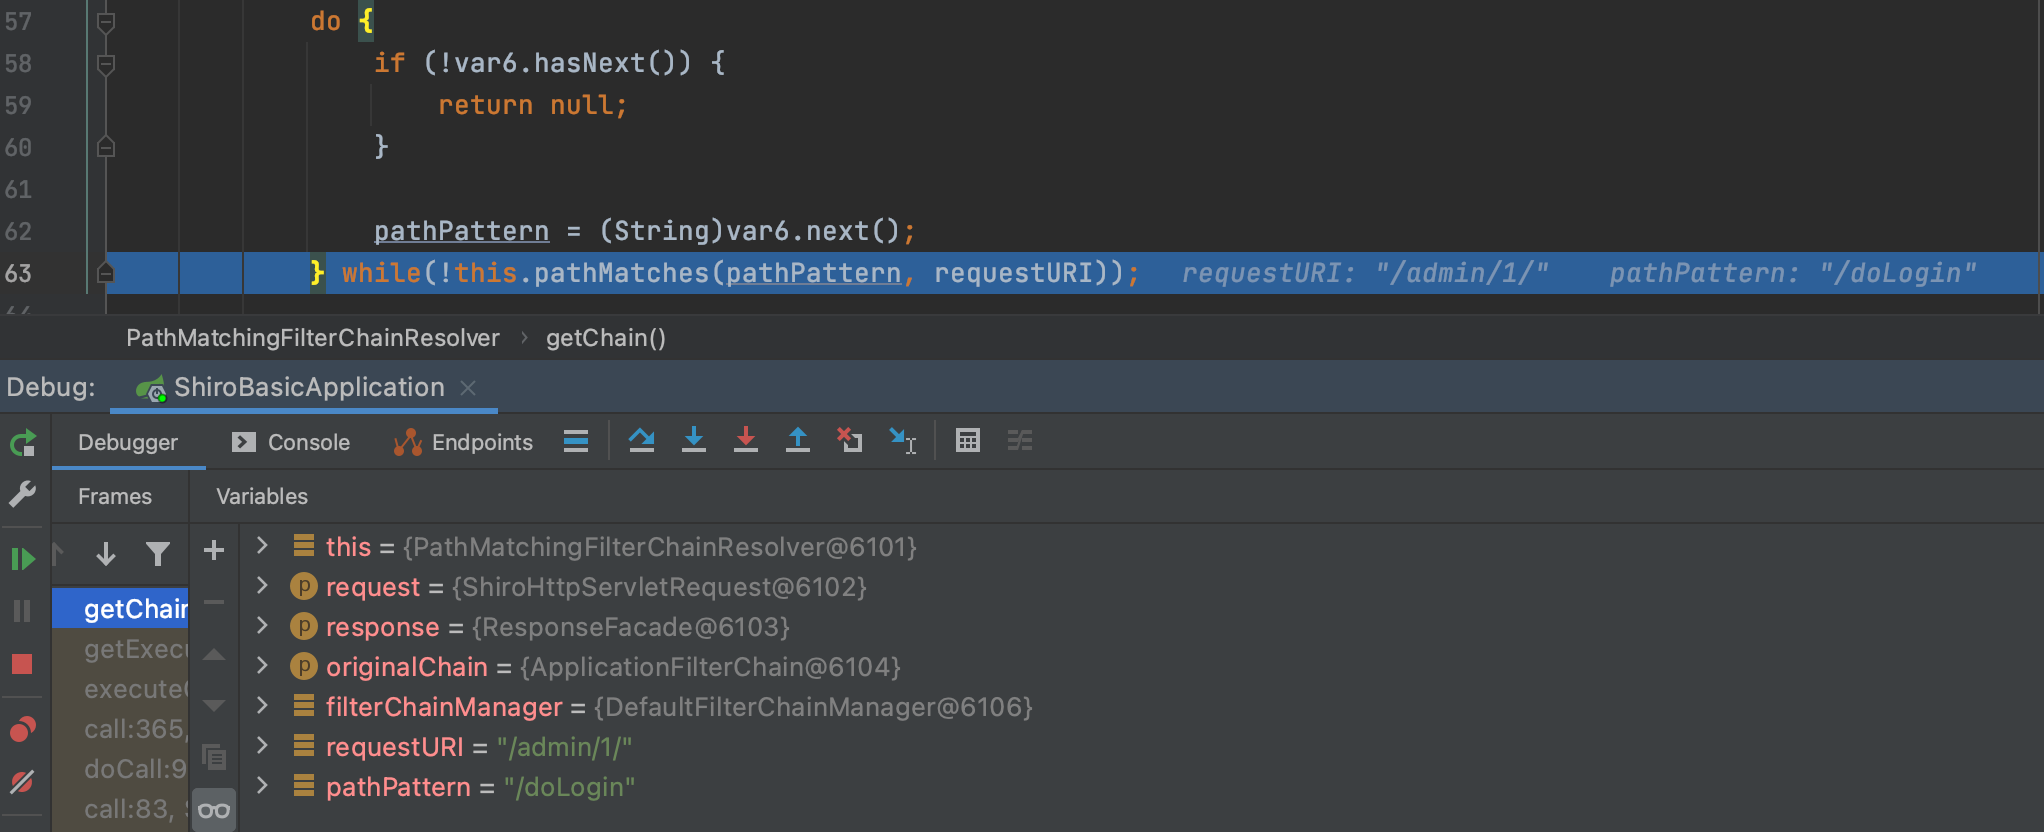 57 do {
58 if (!var6.hasNext()) {
59 return null;
60 }
61
62 pathPattern = (String)var6.next();
63 } while(!this.pathMatches(pathPattern, requestURI)); requestURI: "/admin/1/" pathPattern: "/doLogin"
PathMatchingFilterChainResolver › getChain()
Debug: ShiroBasicApplication ×
Debugger Console Endpoints
Frames Variables
this = {PathMatchingFilterChainResolver@6101}
request = {ShiroHttpServletRequest@6102}
getChain
response = {ResponseFacade@6103}
getExecu
originalChain = {ApplicationFilterChain@6104}
execute
filterChainManager = {DefaultFilterChainManager@6106}
call:365,
requestURI = "/admin/1/"
doCall:9
pathPattern = "/doLogin"
call:83,